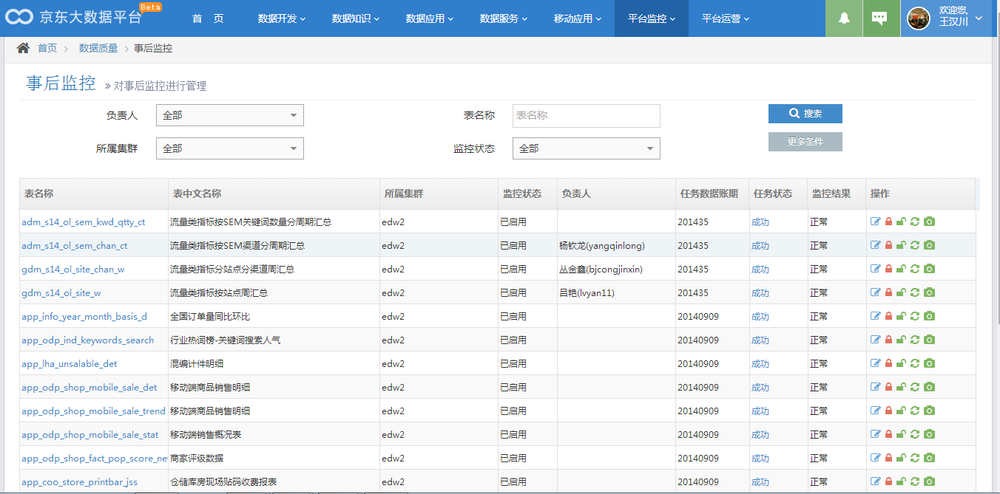 京东大数据平台 Beta 首 页 数据开发 数据知识 数据应用 数据服务 移动应用 平台监控 平台运营 欢迎您, 王汉川
首页 > 数据质量 > 事后监控
事后监控 » 对事后监控进行管理
负责人 全部 表名称 表名称 搜索
所属集群 全部 监控状态 全部 更多条件
表名称 表中文名称 所属集群 监控状态 负责人 任务数据账期 任务状态 监控结果 操作
adm_s14_ol_sem_kwd_qtty_ct 流量类指标按SEM关键词数量分周期汇总 edw2 已启用 201435 成功 正常
adm_s14_ol_sem_chan_ct 流量类指标按SEM渠道分周期汇总 edw2 已启用 杨钦龙(yangqinlong) 201435 成功 正常
gdm_s14_ol_site_chan_w 流量类指标分站点分渠道周汇总 edw2 已启用 丛金鑫(bjcongjinxin) 201435 成功 正常
gdm_s14_ol_site_w 流量类指标按站点周汇总 edw2 已启用 吕艳(lvyan11) 201435 成功 正常
app_info_year_month_basis_d 全国订单量同比环比 edw2 已启用 20140909 成功 正常
app_odp_ind_keywords_search 行业热词榜-关键词搜索人气 edw2 已启用 20140909 成功 正常
app_lha_unsalable_det 混编计件明细 edw2 已启用 20140909 成功 正常
app_odp_shop_mobile_sale_det 移动端商品销售明细 edw2 已启用 20140909 成功 正常
app_odp_shop_mobile_sale_trend 移动端商品销售明细 edw2 已启用 20140909 成功 正常
app_odp_shop_mobile_sale_stat 移动端销售概况表 edw2 已启用 20140909 成功 正常
app_odp_shop_fact_pop_score_ne 商家评级数据 edw2 已启用 20140909 成功 正常
app_coo_store_printbar_jss 仓储库房现场贴码收费报表 edw2 已启用 20140909 成功 正常